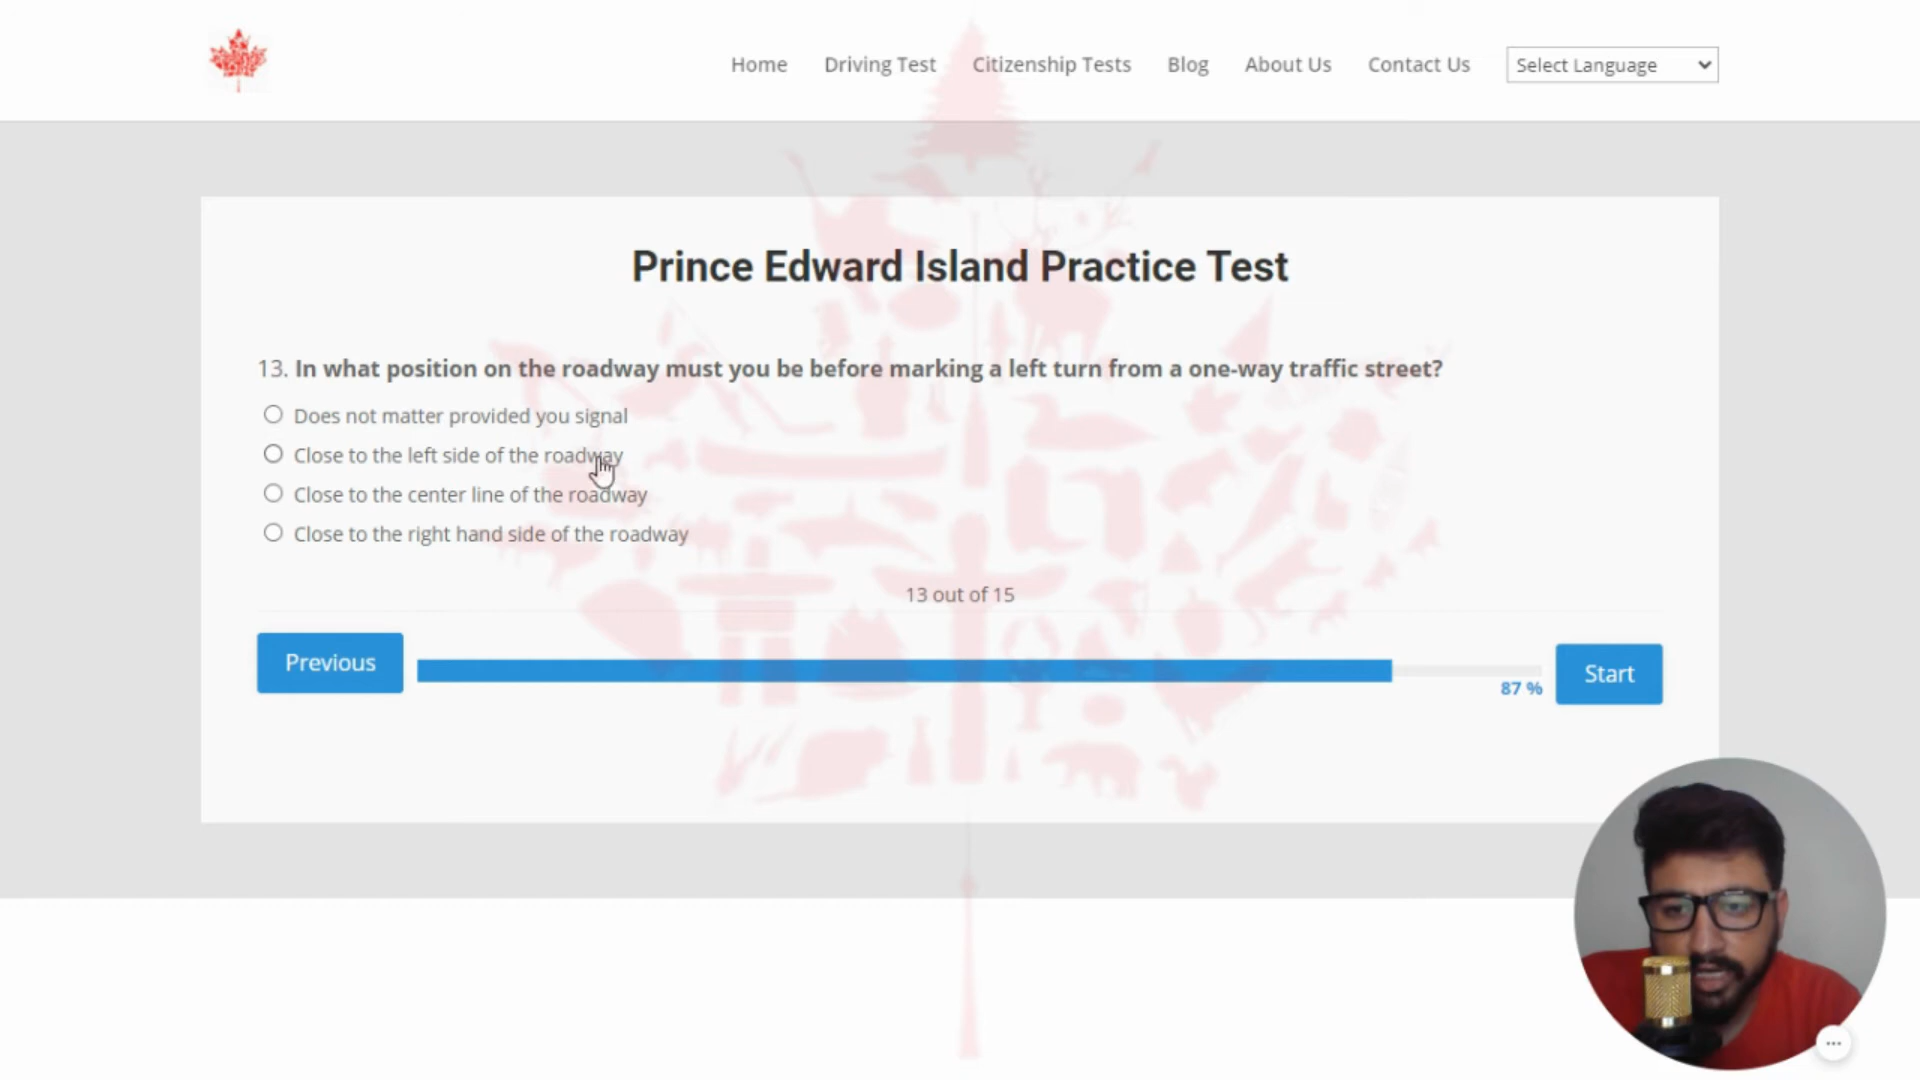 Home Driving Test Citizenship Tests Blog About Us Contact Us Select Language
Prince Edward Island Practice Test
13. In what position on the roadway must you be before marking a left turn from a one-way traffic street?
Does not matter provided you signal
Close to the left side of the roadway
Close to the center line of the roadway
Close to the right hand side of the roadway
13 out of 15
Previous
87 %
Start